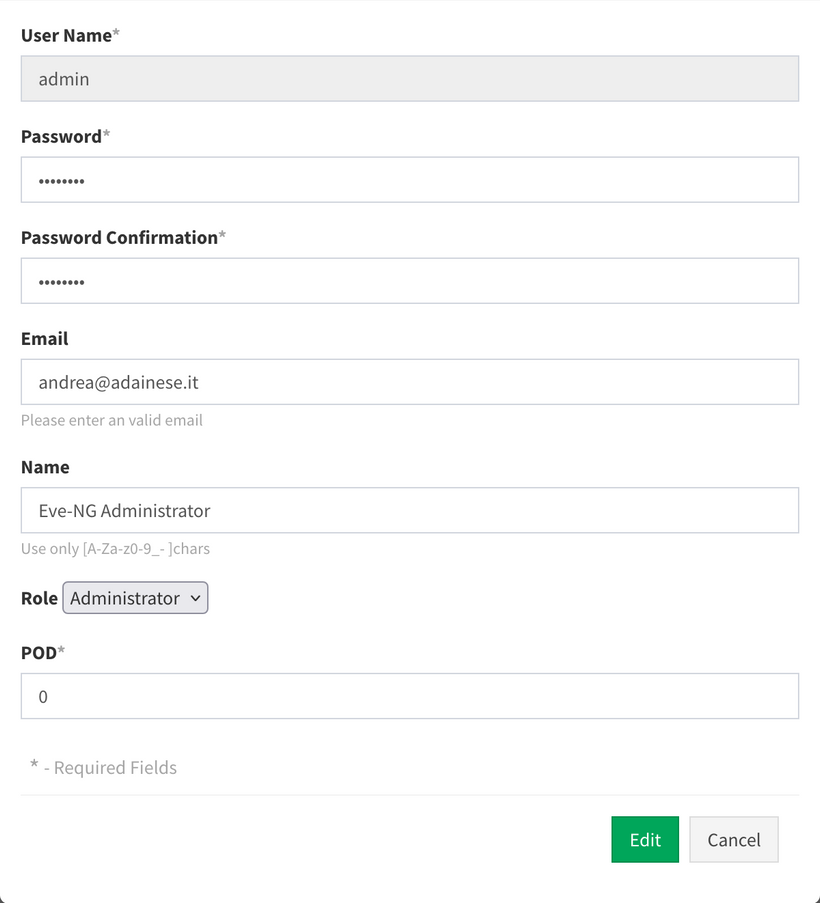 User Name*
admin
Password*
••••••••
Password Confirmation*
••••••••
Email
andrea@adainese.it
Please enter an valid email
Name
Eve-NG Administrator
Use only [A-Za-z0-9_- ]chars
Role Administrator
POD*
0
* - Required Fields
Edit Cancel